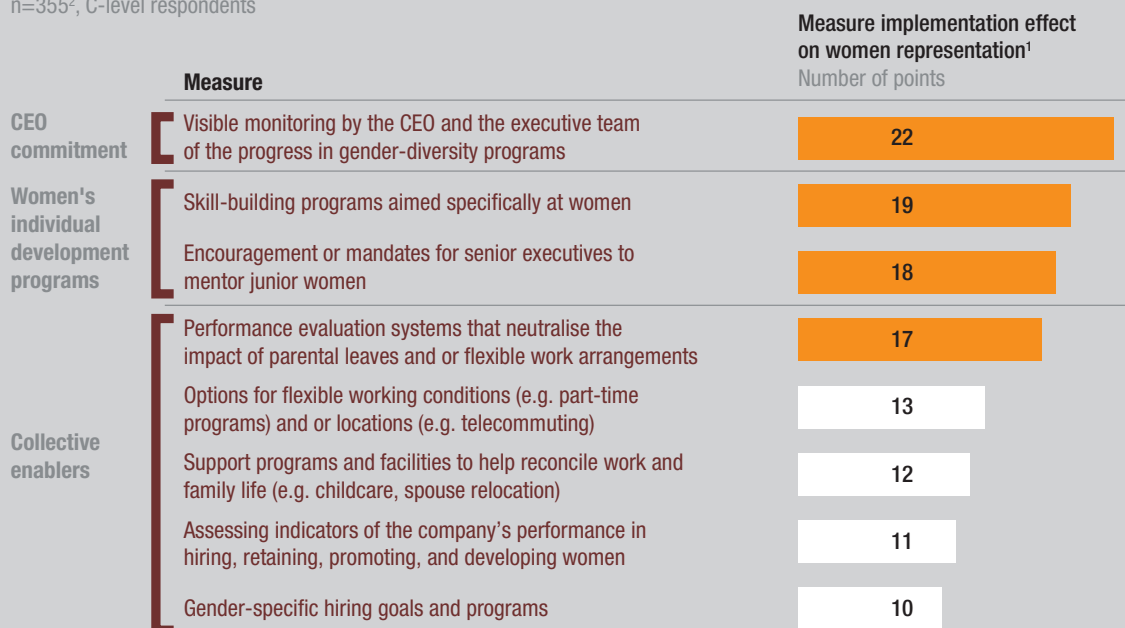 n=355², C-level respondents
Measure implementation effect
on women representation¹
Number of points
Measure
CEO
commitment
Visible monitoring by the CEO and the executive team
of the progress in gender-diversity programs
22
Women's
individual
development
programs
Skill-building programs aimed specifically at women
19
Encouragement or mandates for senior executives to
mentor junior women
18
Collective
enablers
Performance evaluation systems that neutralise the
impact of parental leaves and or flexible work arrangements
17
Options for flexible working conditions (e.g. part-time
programs) and or locations (e.g. telecommuting)
13
Support programs and facilities to help reconcile work and
family life (e.g. childcare, spouse relocation)
12
Assessing indicators of the company’s performance in
hiring, retaining, promoting, and developing women
11
Gender-specific hiring goals and programs
10